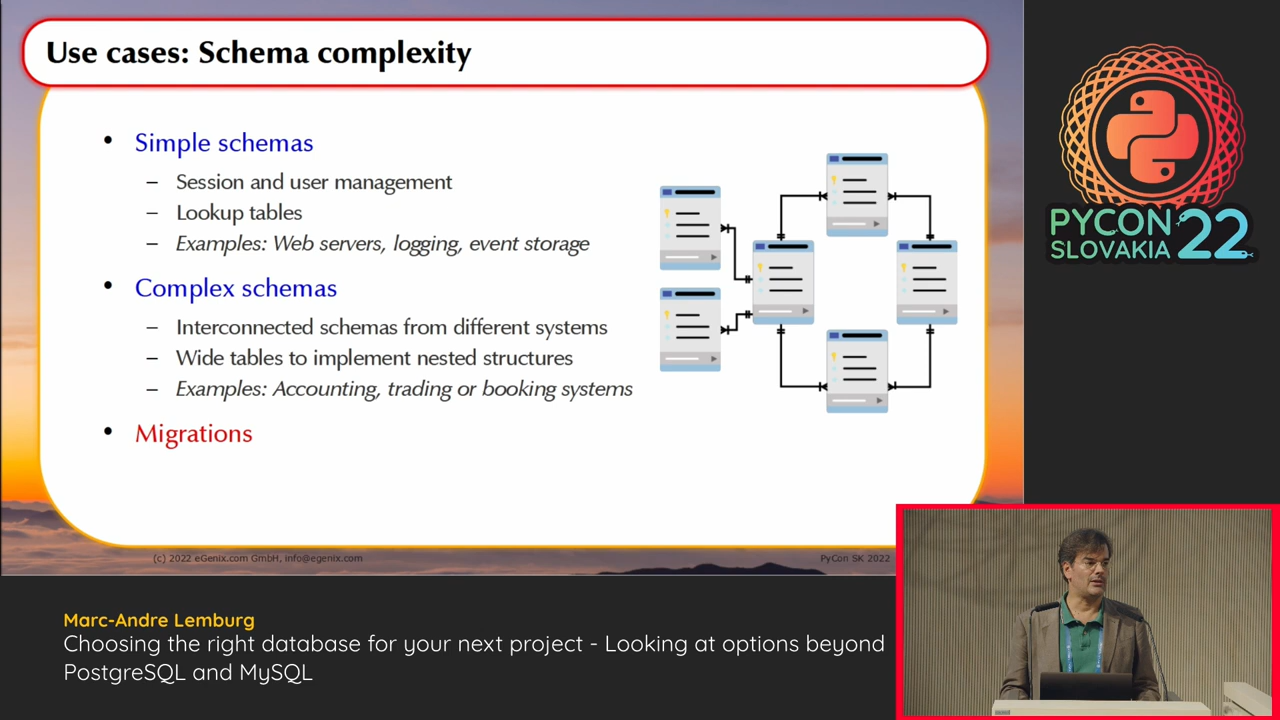 Use cases: Schema complexity
• Simple schemas
– Session and user management
– Lookup tables
– Examples: Web servers, logging, event storage
• Complex schemas
– Interconnected schemas from different systems
– Wide tables to implement nested structures
– Examples: Accounting, trading or booking systems
• Migrations
(c) 2022 eGenix.com GmbH, info@egenix.com
PyCon SK 2022
PYCON
SLOVAKIA
22
Marc-Andre Lemburg
Choosing the right database for your next project - Looking at options beyond
PostgreSQL and MySQL